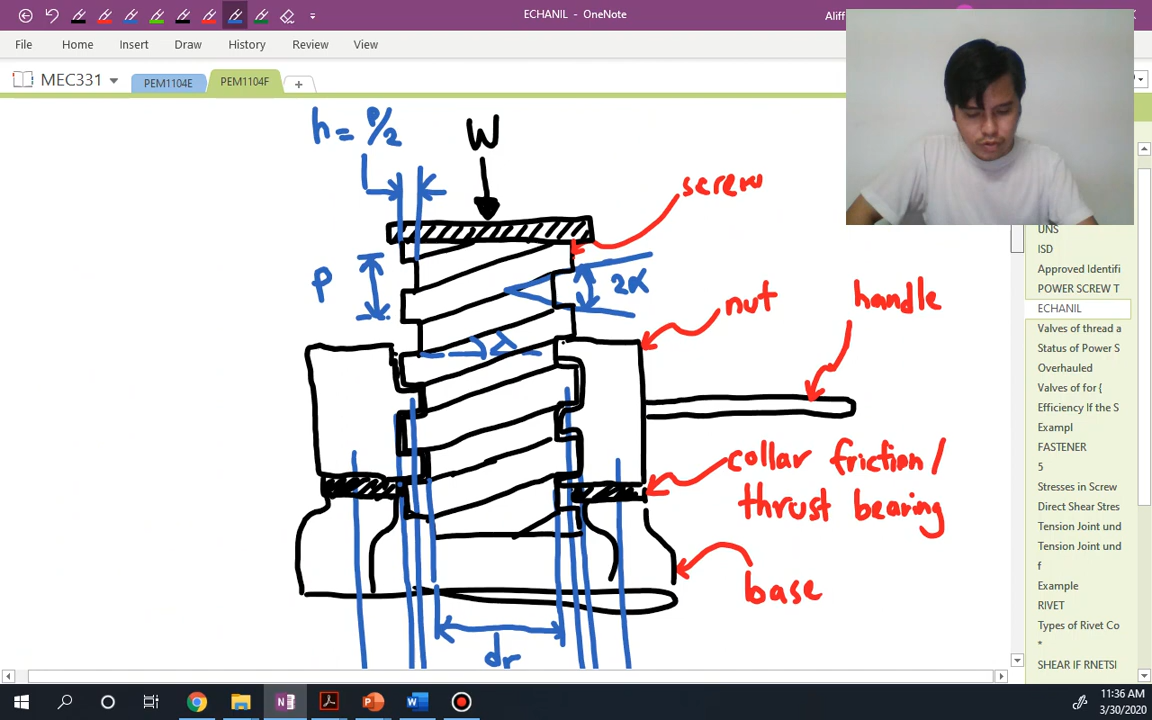 ECHANIL - OneNote
Aliff
File Home Insert Draw History Review View
MEC331
PEM1104E
PEM1104F
h = P/2
W
screw
P
2α
nut
handle
λ
collar friction/
thrust bearing
base
dr
UNS
ISD
Approved Identifi
POWER SCREW T
ECHANIL
Valves of thread a
Status of Power S
Overhauled
Valves of for {
Efficiency If the S
Exampl
FASTENER
5
Stresses in Screw
Direct Shear Stres
Tension Joint und
Tension Joint und
f
Example
RIVET
Types of Rivet Co
*
SHEAR IF RNETSI
11:36 AM
3/30/2020